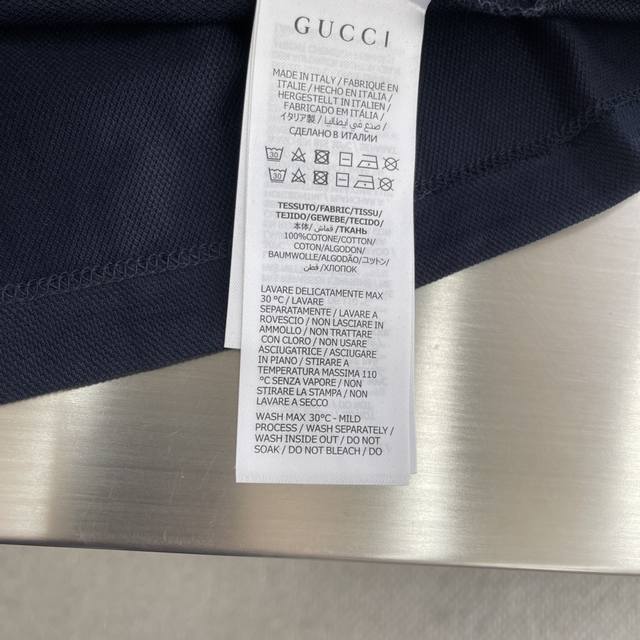 GUCCI
MADE IN ITALY / FABRIQUÉ EN
ITALIE / HECHO EN ITALIA /
HERGESTELLT IN ITALIEN /
FABRICADO EM ITÁLIA /
イタリア製 / صنع في ايطاليا /
СДЕЛАНО В ИТАЛИИ
30
30
TESSUTO/FABRIC/TISSU/
TEJIDO/GEWEBE/TECIDO/
本体/ قماش /ТКАНЬ
100%COTONE/COTTON/
COTON/ALGODON/
BAUMWOLLE/ALGODÃO/コットン/
قطن /ХЛОПОК
LAVARE DELICATAMENTE MAX
30 °C / LAVARE
SEPARATAMENTE / LAVARE A
ROVESCIO / NON LASCIARE IN
AMMOLLO / NON TRATTARE
CON CLORO / NON USARE
ASCIUGATRICE / ASCIUGARE
IN PIANO / STIRARE A
TEMPERATURA MASSIMA 110
°C SENZA VAPORE / NON
STIRARE LA STAMPA / NON
LAVARE A SECCO
WASH MAX 30°C - MILD
PROCESS / WASH SEPARATELY
/ WASH INSIDE OUT / DO NOT
SOAK / DO NOT BLEACH / DO